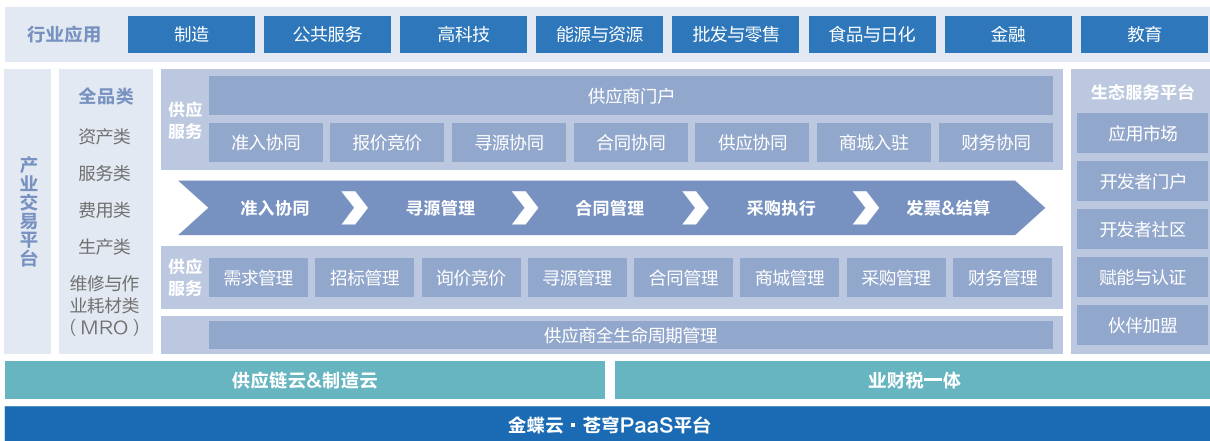 行业应用
制造
公共服务
高科技
能源与资源
批发与零售
食品与日化
金融
教育
产业交易平台
全品类
资产类
服务类
费用类
生产类
维修与作
业耗材类
（MRO）
供应
服务
供应商门户
准入协同
报价竞价
寻源协同
合同协同
供应协同
商城入驻
财务协同
准入协同
寻源管理
合同管理
采购执行
发票&结算
供应
服务
需求管理
招标管理
询价竞价
寻源管理
合同管理
商城管理
采购管理
财务管理
供应商全生命周期管理
生态服务平台
应用市场
开发者门户
开发者社区
赋能与认证
伙伴加盟
供应链云&制造云
业财税一体
金蝶云·苍穹PaaS平台